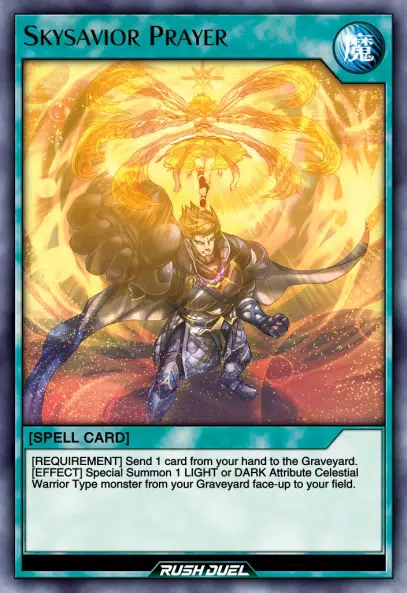 Skysavior Prayer
魔
[SPELL CARD]
[REQUIREMENT] Send 1 card from your hand to the Graveyard.
[EFFECT] Special Summon 1 LIGHT or DARK Attribute Celestial
Warrior Type monster from your Graveyard face-up to your field.
RUSH DUEL